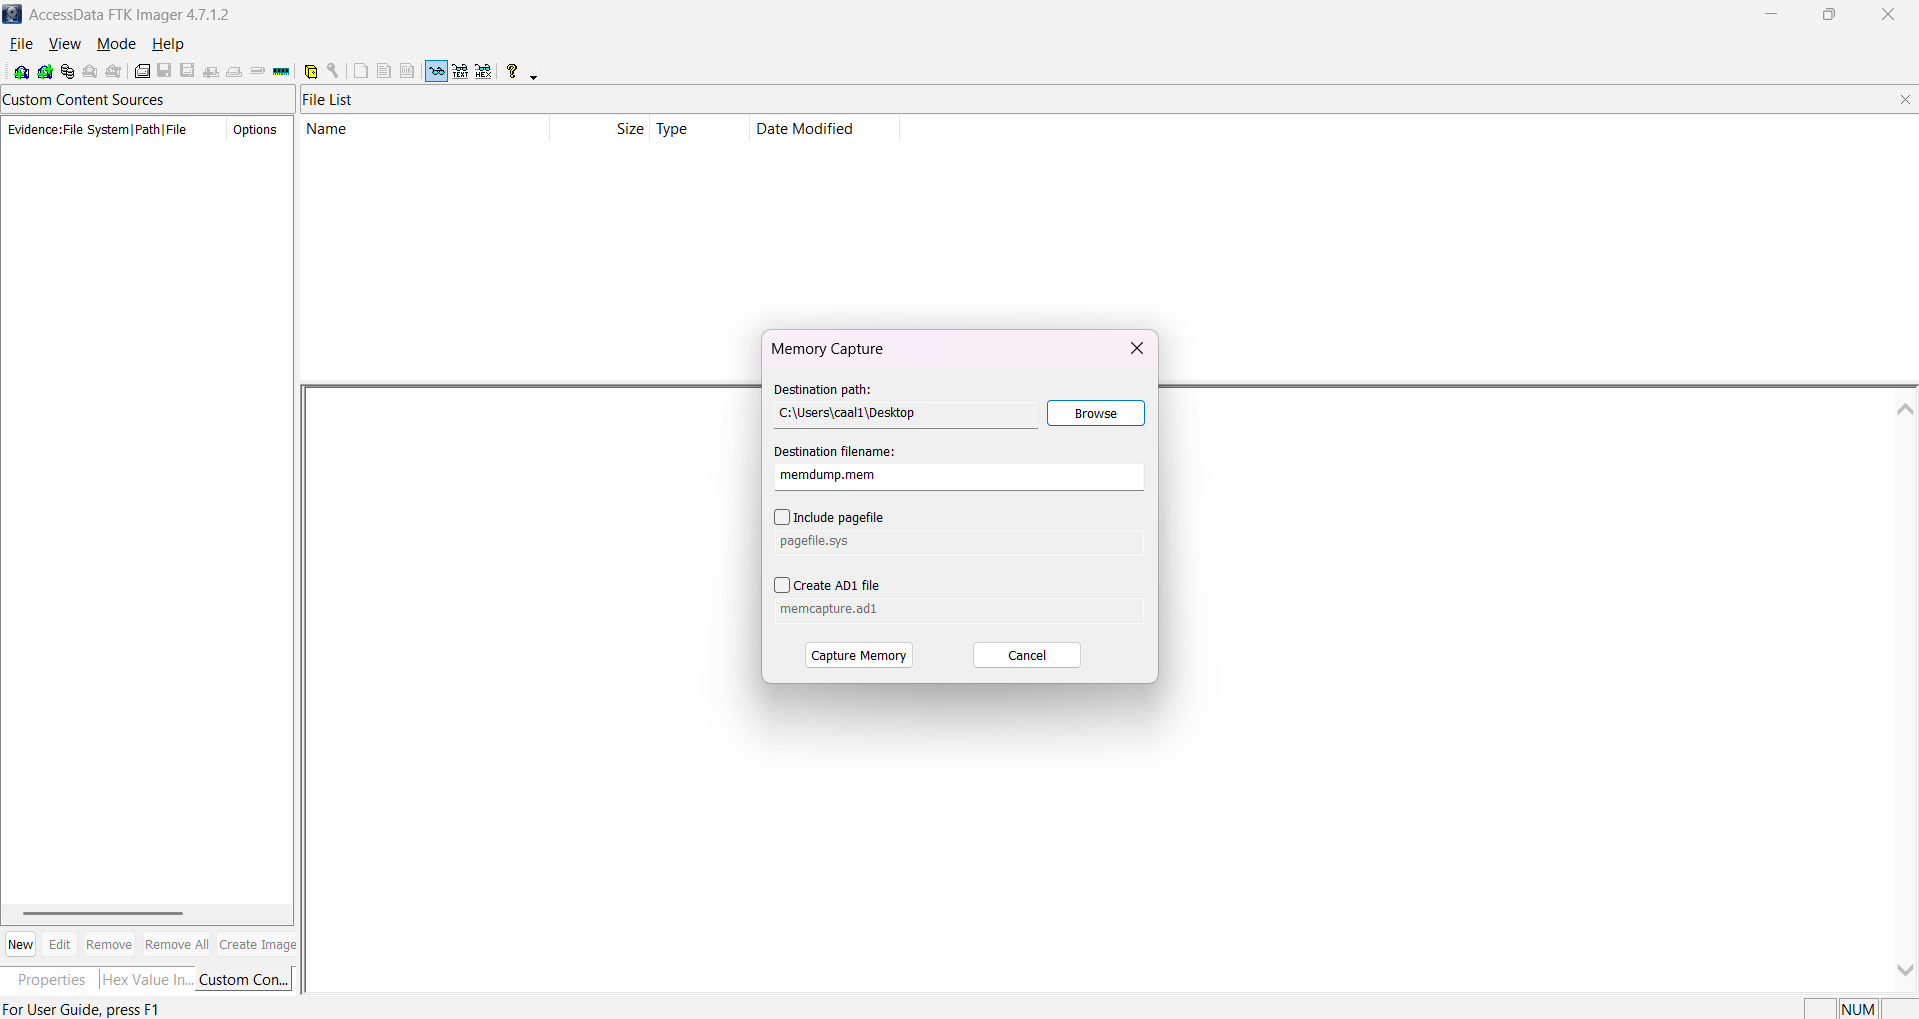 AccessData FTK Imager 4.7.1.2
File View Mode Help
TEXT HEX
Custom Content Sources
File List
Evidence:File System|Path|File Options
Name Size Type Date Modified
Memory Capture
Destination path:
C:\Users\caal1\Desktop Browse
Destination filename:
memdump.mem
Include pagefile
pagefile.sys
Create AD1 file
memcapture.ad1
Capture Memory Cancel
New Edit Remove Remove All Create Image
Properties Hex Value In... Custom Con...
For User Guide, press F1
NUM